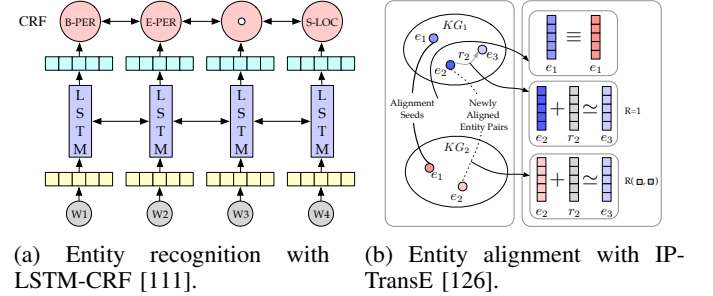 CRF
B-PER E-PER O S-LOC
L L L L
S S S S
T T T T
M M M M
W1 W2 W3 W4
KG1
e1 r2 e3
e2
Alignment
Seeds
Newly
Aligned
Entity Pairs
KG2
e1
e2
≡
e1 e1
+ ≃ R=1
e2 r2 e3
+ ≃ R( , )
e2 r2 e3
(a) Entity recognition with
LSTM-CRF [111].
(b) Entity alignment with IP-
TransE [126].